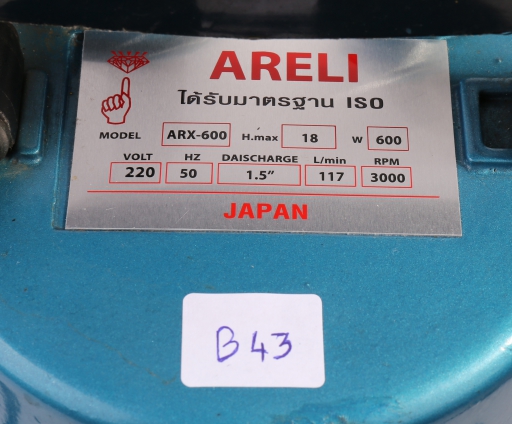 ARELI
ได้รับมาตรฐาน ISO
MODEL ARX-600 H.max 18 W 600
VOLT HZ DAISCHARGE L/min RPM
220 50 1.5" 117 3000
JAPAN
B43